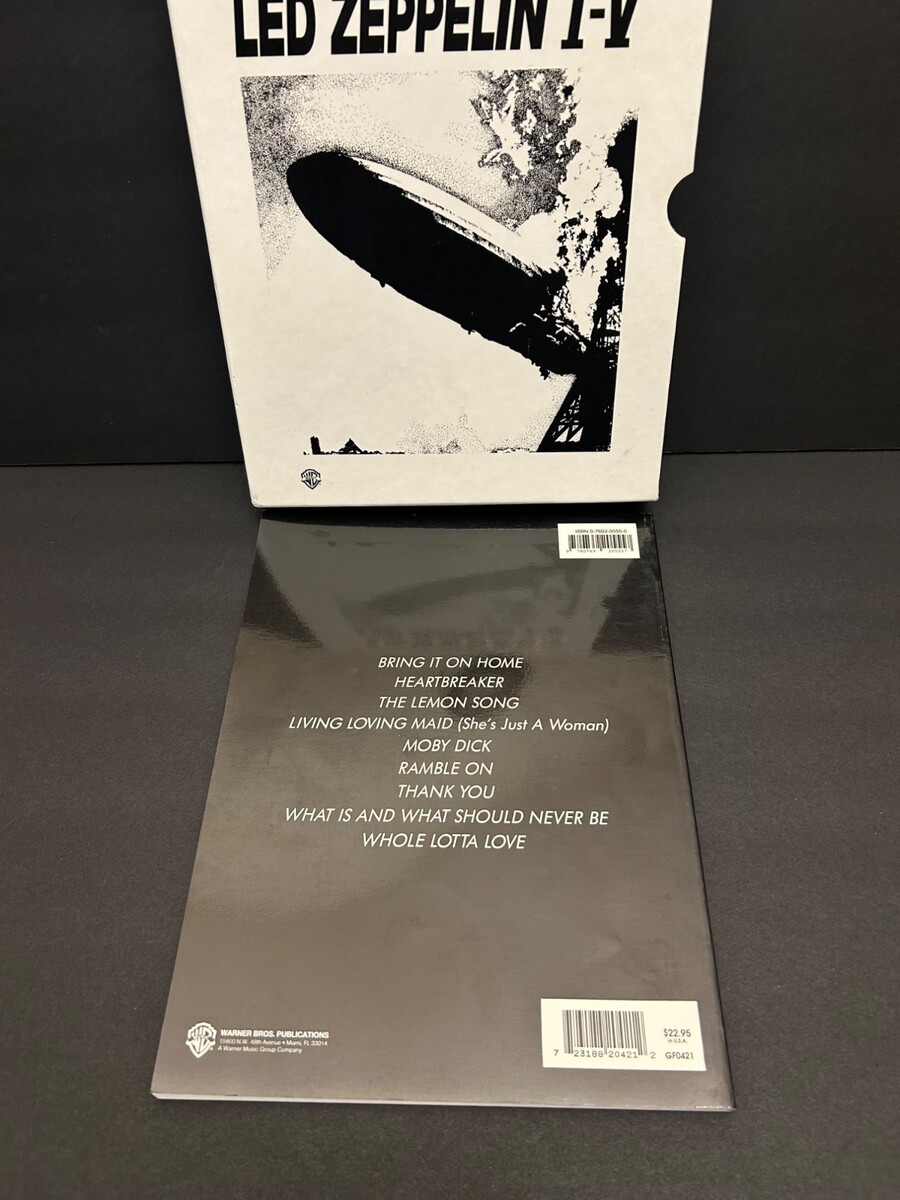 LED ZEPPELIN I-V
ISBN 0-7692-0555-0
BRING IT ON HOME
HEARTBREAKER
THE LEMON SONG
LIVING LOVING MAID (She's Just A Woman)
MOBY DICK
RAMBLE ON
THANK YOU
WHAT IS AND WHAT SHOULD NEVER BE
WHOLE LOTTA LOVE
WARNER BROS. PUBLICATIONS
15800 N.W. 48th Avenue • Miami, FL 33014
A Warner Music Group Company
$22.95
in U.S.A.
7 23188 20421 2 GF0421